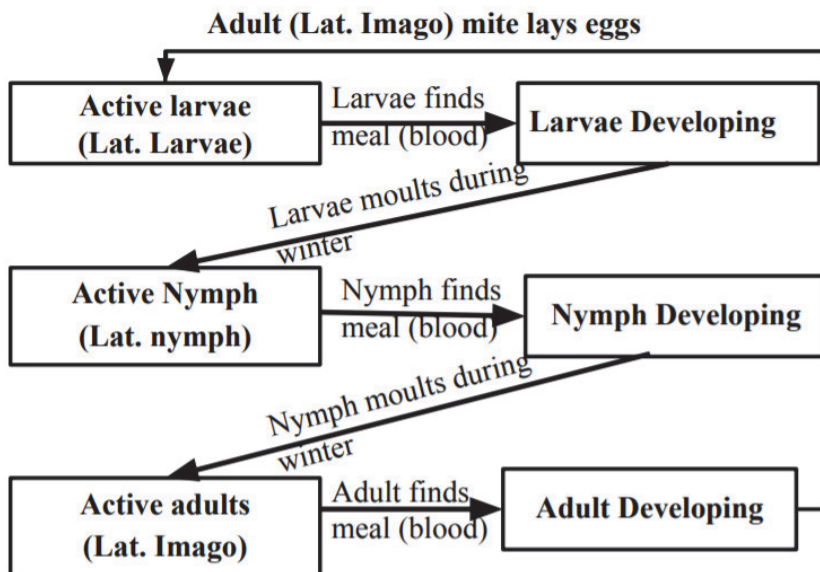 Adult (Lat. Imago) mite lays eggs
Active larvae
(Lat. Larvae)
Larvae finds
meal (blood)
Larvae Developing
Larvae moults during
winter
Active Nymph
(Lat. nymph)
Nymph finds
meal (blood)
Nymph Developing
Nymph moults during
winter
Active adults
(Lat. Imago)
Adult finds
meal (blood)
Adult Developing